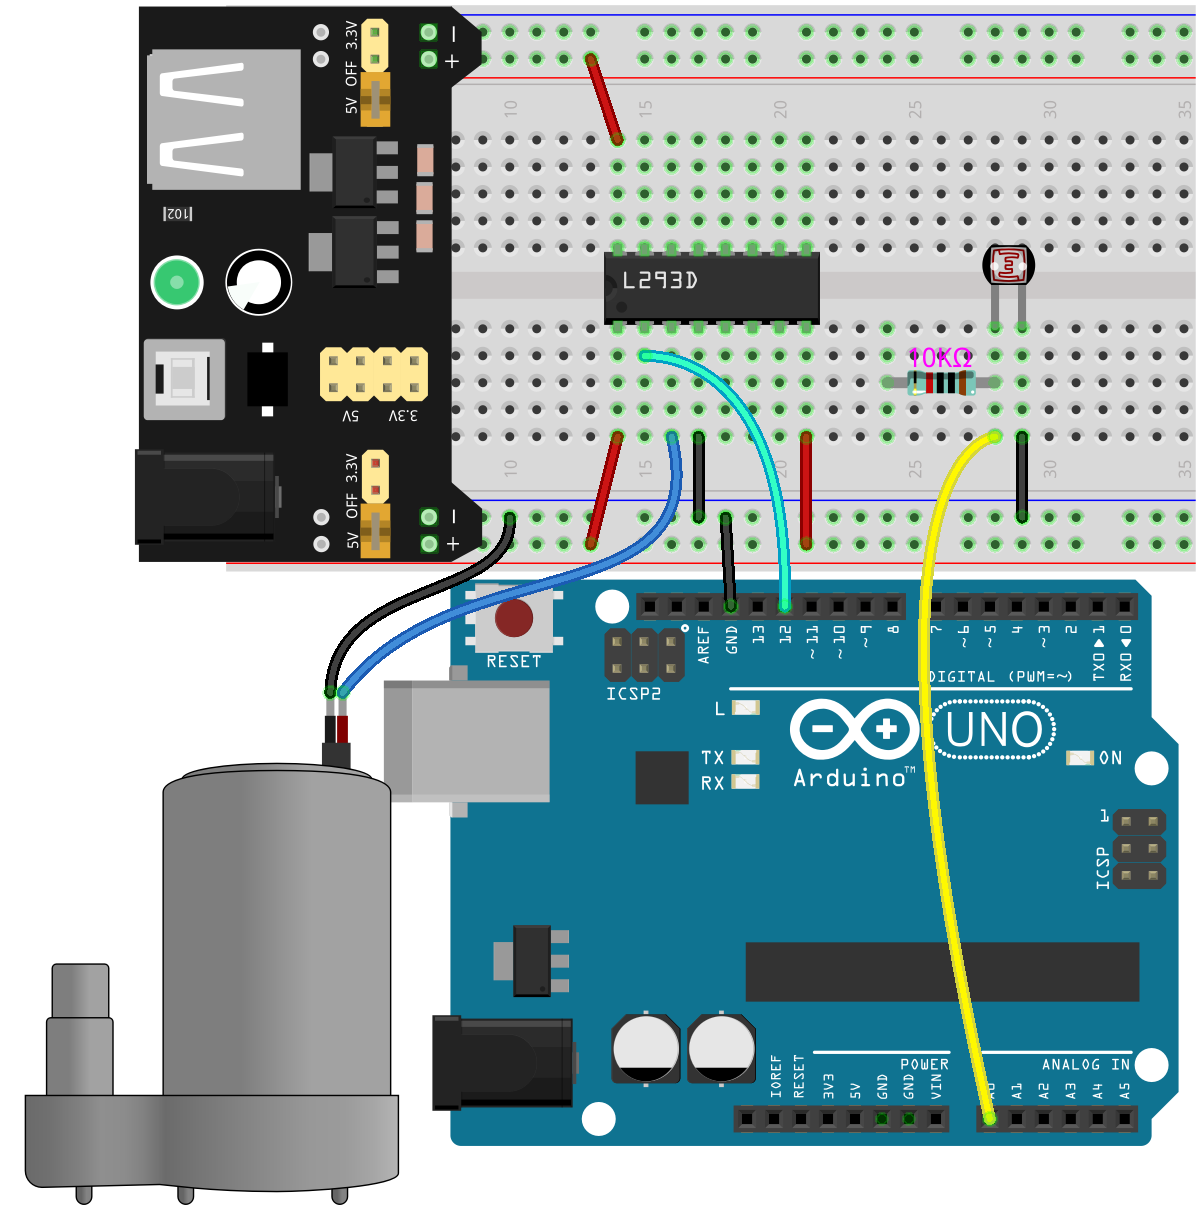 3.3V
OFF
5V
−
+
10
15
20
25
30
35
L293D
102
10KΩ
5V
3.3V
10
15
20
25
30
35
3.3V
OFF
5V
−
+
RESET
ICSP2
AREF
GND
13
12
~11
~10
~9
8
7
~6
~5
4
~3
2
TX0▶1
RX0◀0
DIGITAL (PWM=~)
L
TX
RX
UNO
Arduino™
ON
1
ICSP
POWER
ANALOG IN
IOREF
RESET
3V3
5V
GND
GND
VIN
A0
A1
A2
A3
A4
A5